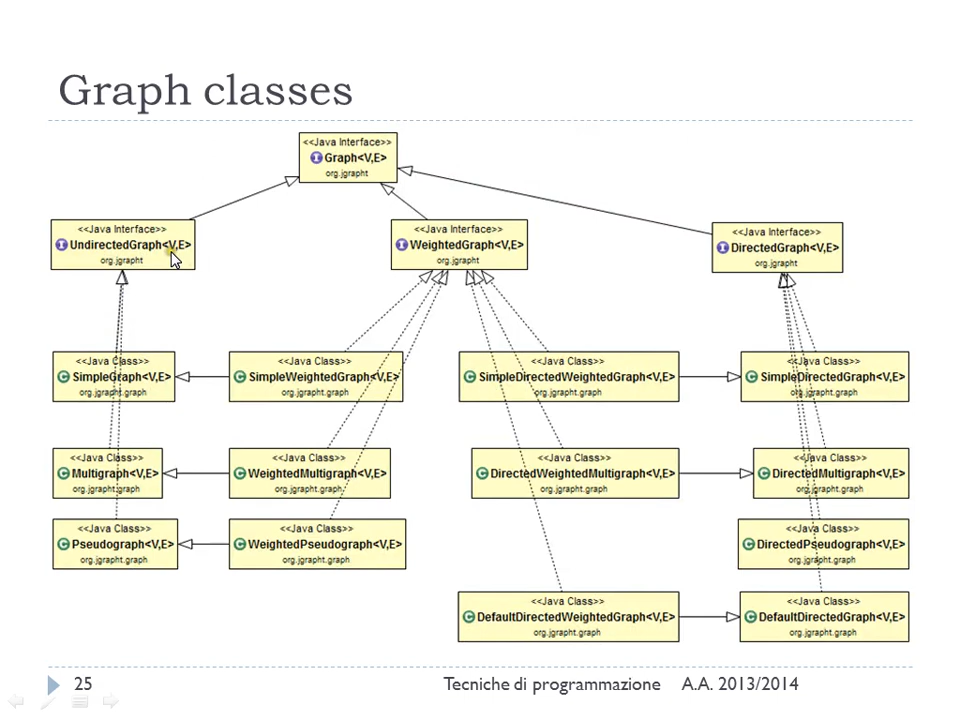 Graph classes
<<Java Interface>>
Graph<V,E>
org.jgrapht
<<Java Interface>>
UndirectedGraph<V,E>
org.jgrapht
<<Java Interface>>
WeightedGraph<V,E>
org.jgrapht
<<Java Interface>>
DirectedGraph<V,E>
org.jgrapht
<<Java Class>>
SimpleGraph<V,E>
org.jgrapht.graph
<<Java Class>>
SimpleWeightedGraph<V,E>
org.jgrapht.graph
<<Java Class>>
SimpleDirectedWeightedGraph<V,E>
org.jgrapht.graph
<<Java Class>>
SimpleDirectedGraph<V,E>
org.jgrapht.graph
<<Java Class>>
Multigraph<V,E>
org.jgrapht.graph
<<Java Class>>
WeightedMultigraph<V,E>
org.jgrapht.graph
<<Java Class>>
DirectedWeightedMultigraph<V,E>
org.jgrapht.graph
<<Java Class>>
DirectedMultigraph<V,E>
org.jgrapht.graph
<<Java Class>>
Pseudograph<V,E>
org.jgrapht.graph
<<Java Class>>
WeightedPseudograph<V,E>
org.jgrapht.graph
<<Java Class>>
DirectedPseudograph<V,E>
org.jgrapht.graph
<<Java Class>>
DefaultDirectedWeightedGraph<V,E>
org.jgrapht.graph
<<Java Class>>
DefaultDirectedGraph<V,E>
org.jgrapht.graph
25
Tecniche di programmazione A.A. 2013/2014